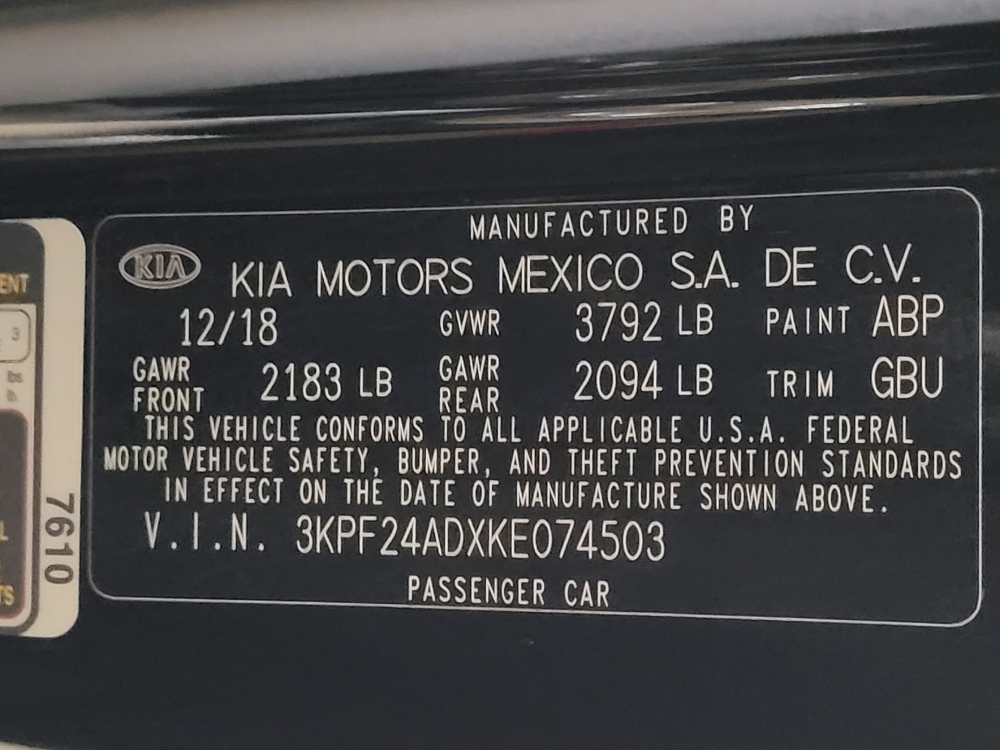 MANUFACTURED BY
KIA KIA MOTORS MEXICO S.A. DE C.V.
12/18 GVWR 3792 LB PAINT ABP
GAWR FRONT 2183 LB GAWR REAR 2094 LB TRIM GBU
THIS VEHICLE CONFORMS TO ALL APPLICABLE U.S.A. FEDERAL
MOTOR VEHICLE SAFETY, BUMPER, AND THEFT PREVENTION STANDARDS
IN EFFECT ON THE DATE OF MANUFACTURE SHOWN ABOVE.
V.I.N. 3KPF24ADXKE074503
PASSENGER CAR
7610
3
lbs.